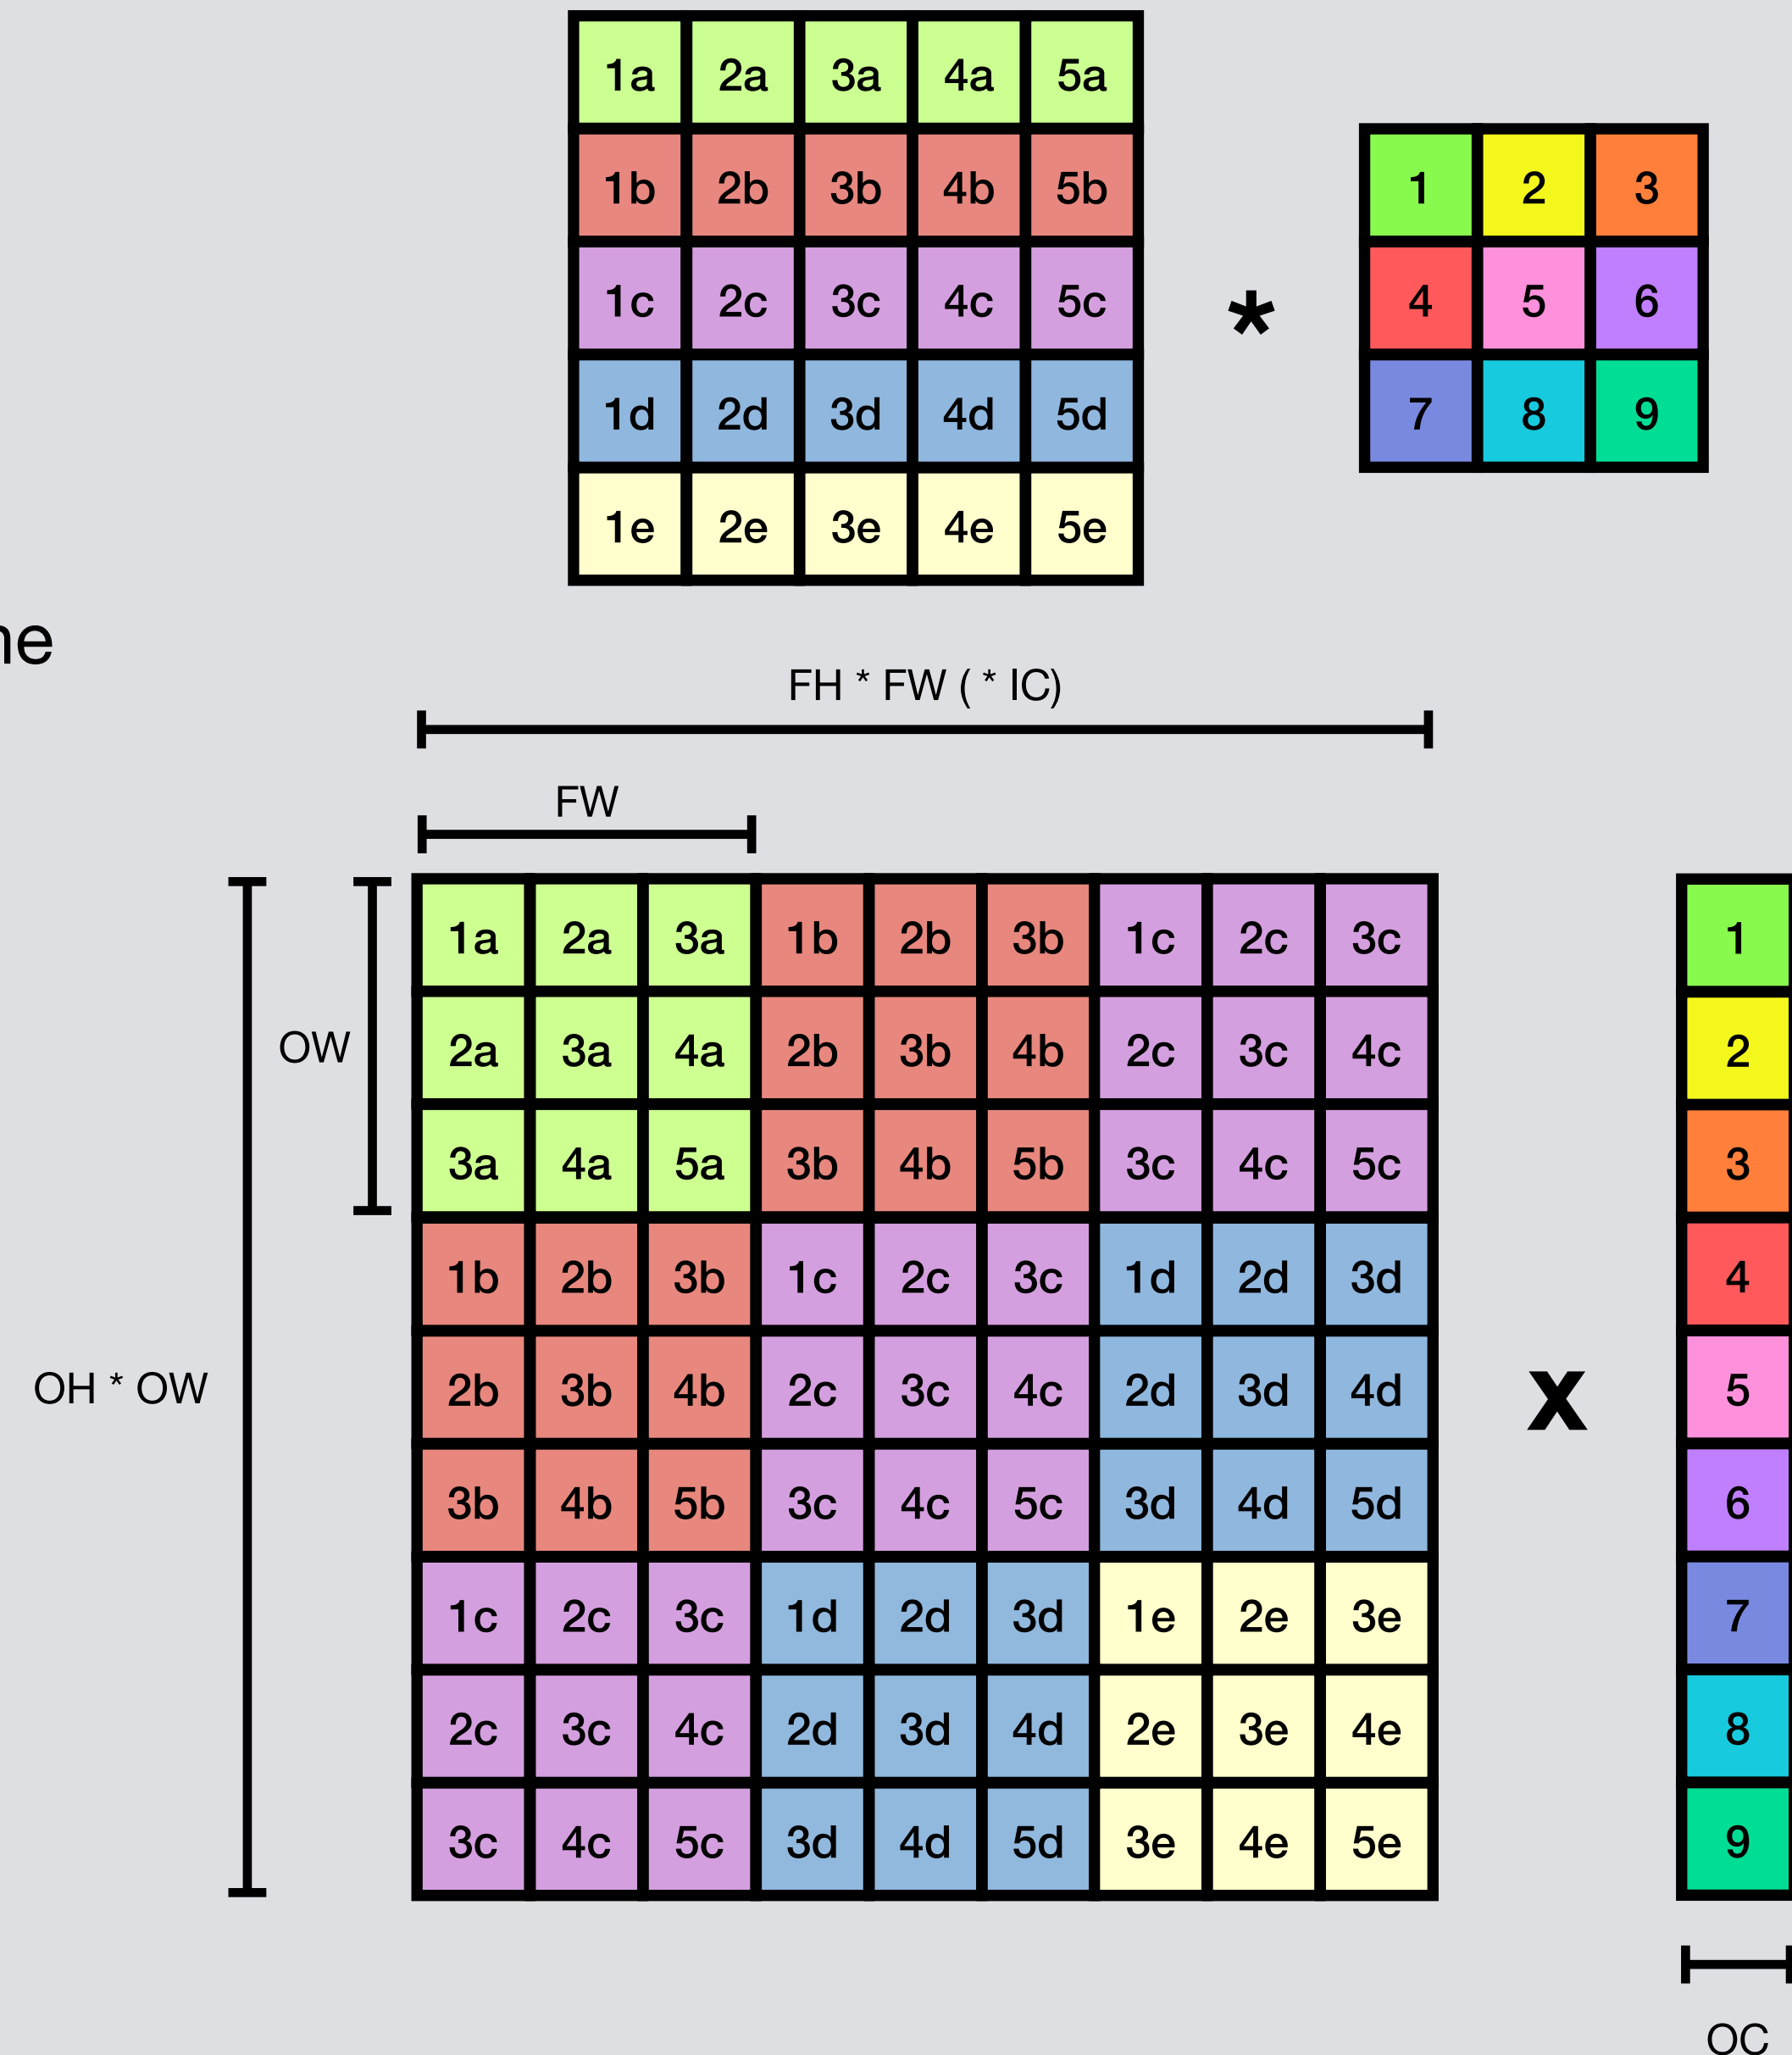 1a 2a 3a 4a 5a
1b 2b 3b 4b 5b
1c 2c 3c 4c 5c
1d 2d 3d 4d 5d
1e 2e 3e 4e 5e
*
1 2 3
4 5 6
7 8 9
ne
FH * FW ( * IC)
FW
OW
OH * OW
1a 2a 3a 1b 2b 3b 1c 2c 3c
2a 3a 4a 2b 3b 4b 2c 3c 4c
3a 4a 5a 3b 4b 5b 3c 4c 5c
1b 2b 3b 1c 2c 3c 1d 2d 3d
2b 3b 4b 2c 3c 4c 2d 3d 4d
3b 4b 5b 3c 4c 5c 3d 4d 5d
1c 2c 3c 1d 2d 3d 1e 2e 3e
2c 3c 4c 2d 3d 4d 2e 3e 4e
3c 4c 5c 3d 4d 5d 3e 4e 5e
x
1
2
3
4
5
6
7
8
9
OC